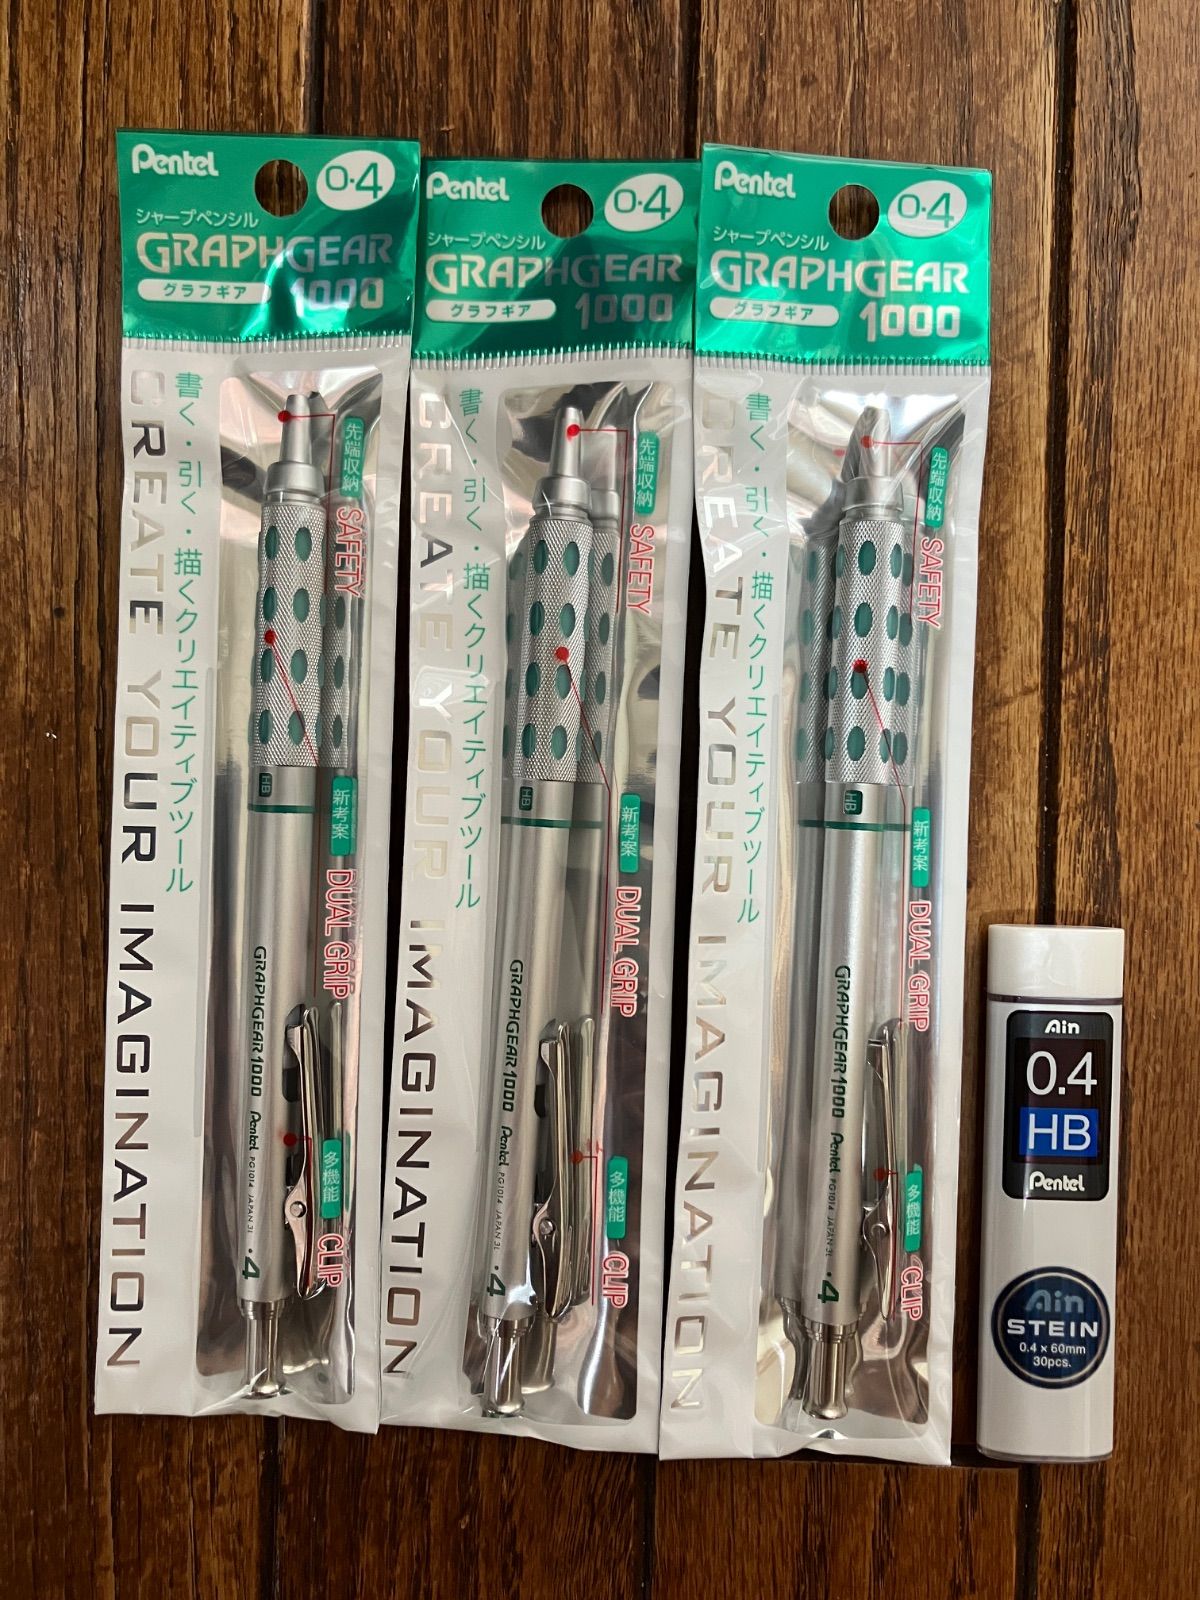 Pentel
0.4
シャープペンシル
GRAPHGEAR
グラフギア
1000
CREATE YOUR IMAGINATION
書く・引く・描くクリエイティブツール
先端収納
SAFETY
新考案
DUAL GRIP
多機能
CLIP
HB
GRAPHGEAR 1000 Pentel PG1014 JAPAN 3L .4
Pentel
0.4
シャープペンシル
GRAPHGEAR
グラフギア
1000
CREATE YOUR IMAGINATION
書く・引く・描くクリエイティブツール
先端収納
SAFETY
新考案
DUAL GRIP
多機能
CLIP
HB
GRAPHGEAR 1000 Pentel PG1014 JAPAN 3L .4
Pentel
0.4
シャープペンシル
GRAPHGEAR
グラフギア
1000
CREATE YOUR IMAGINATION
書く・引く・描くクリエイティブツール
先端収納
SAFETY
新考案
DUAL GRIP
多機能
CLIP
HB
GRAPHGEAR 1000 Pentel PG1014 JAPAN 3L .4
Ain
0.4
HB
Pentel
Ain
STEIN
0.4 × 60mm
30pcs.